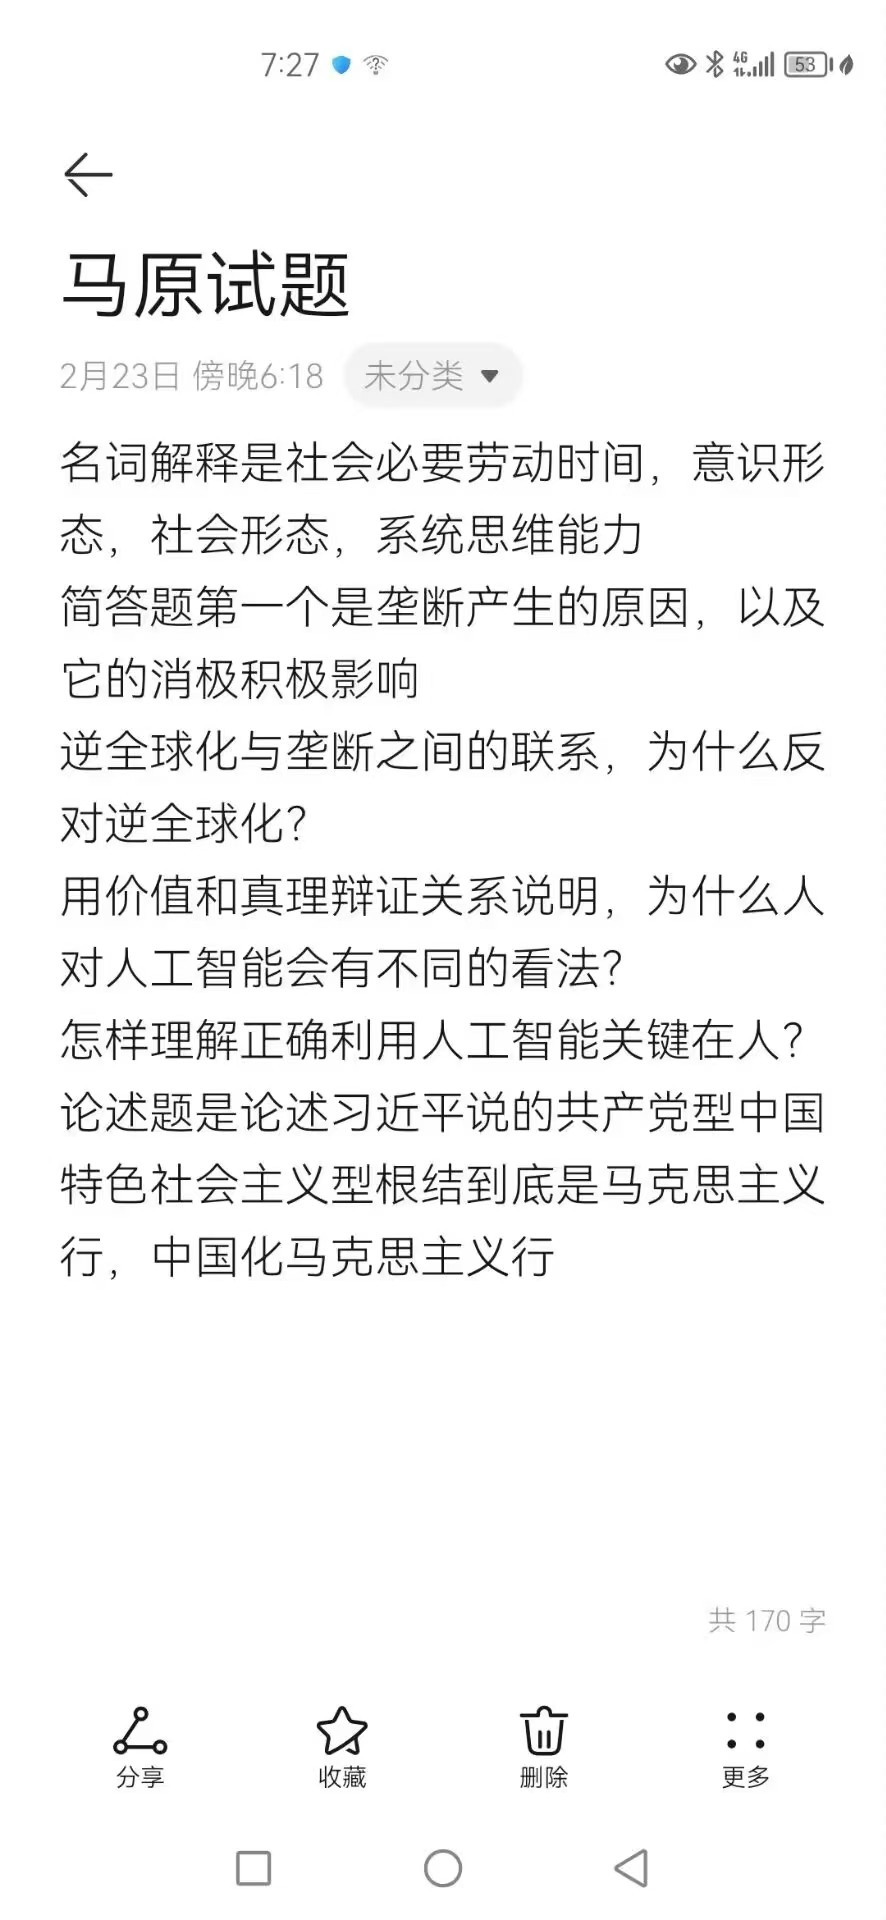 7:27
4G
53
马原试题
2月23日 傍晚6:18 未分类
名词解释是社会必要劳动时间，意识形
态，社会形态，系统思维能力
简答题第一个是垄断产生的原因，以及
它的消极积极影响
逆全球化与垄断之间的联系，为什么反
对逆全球化？
用价值和真理辩证关系说明，为什么人
对人工智能会有不同的看法？
怎样理解正确利用人工智能关键在人？
论述题是论述习近平说的共产党型中国
特色社会主义型根结到底是马克思主义
行，中国化马克思主义行
共 170 字
分享 收藏 删除 更多